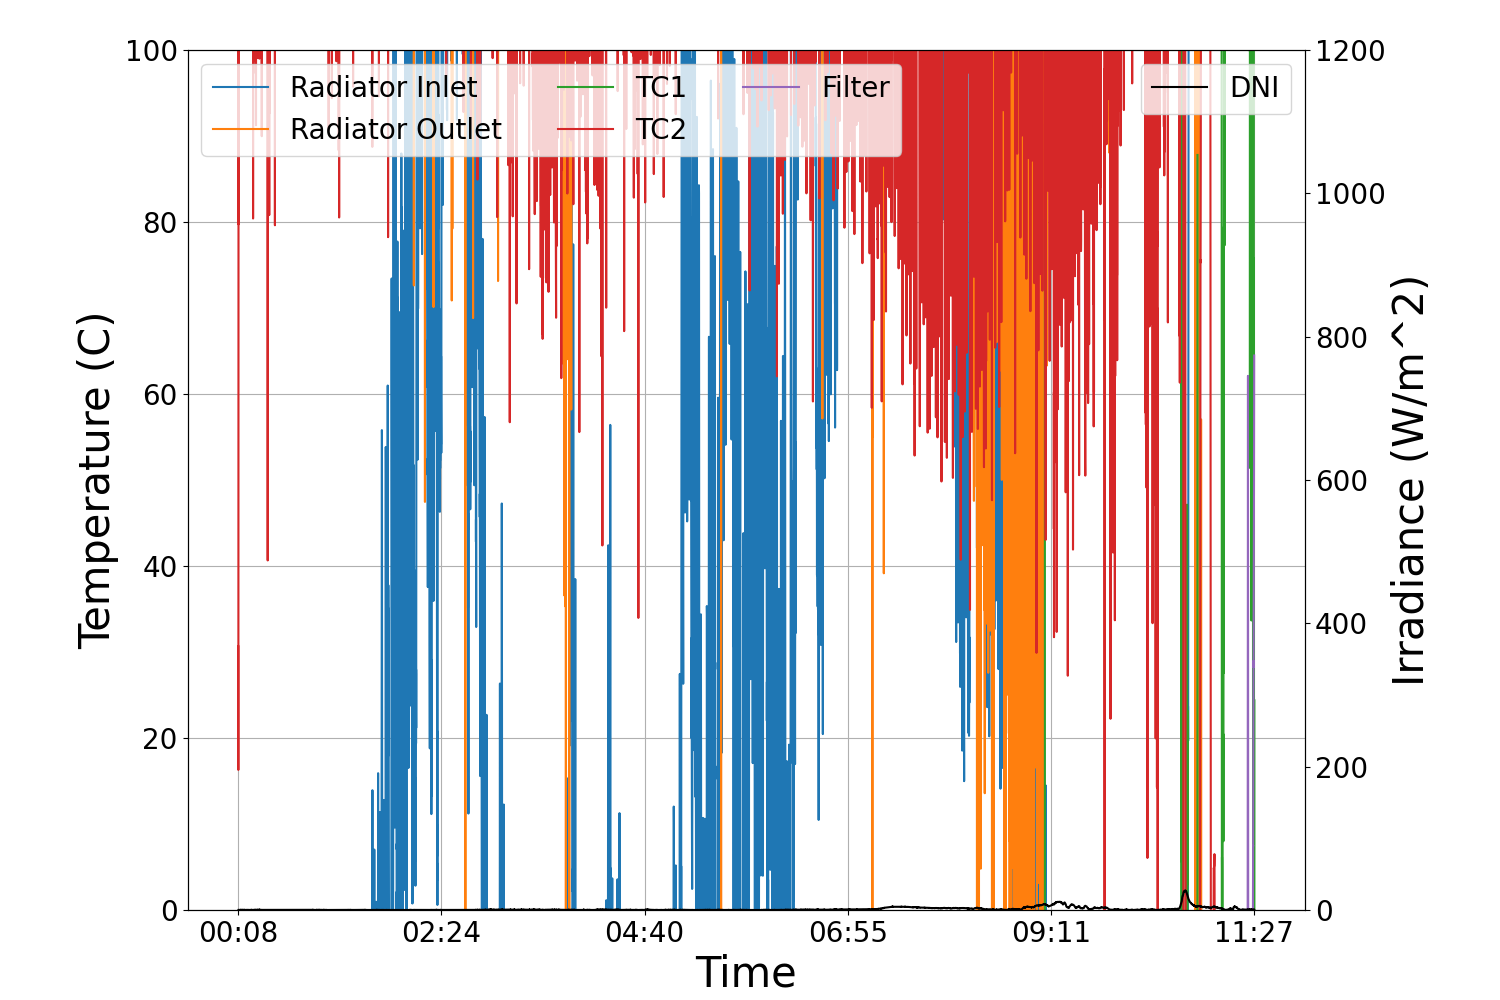 Radiator Inlet
Radiator Outlet
TC1
TC2
Filter
DNI
Temperature (C)
100
80
60
40
20
0
Irradiance (W/m^2)
1200
1000
800
600
400
200
0
00:08 02:24 04:40 06:55 09:11 11:27
Time